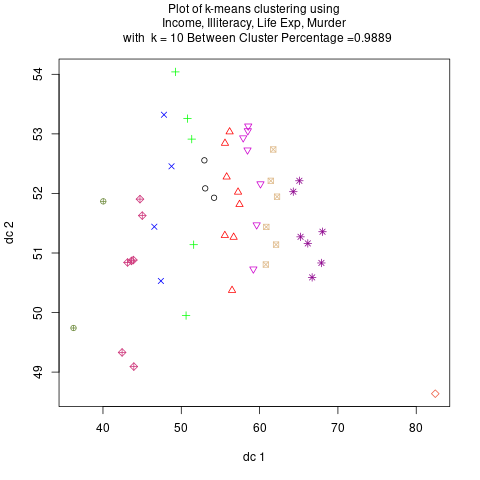 Plot of k-means clustering using
Income, Illiteracy, Life Exp, Murder
with k = 10 Between Cluster Percentage =0.9889
54
53
52
51
50
49
dc 2
40 50 60 70 80
dc 1